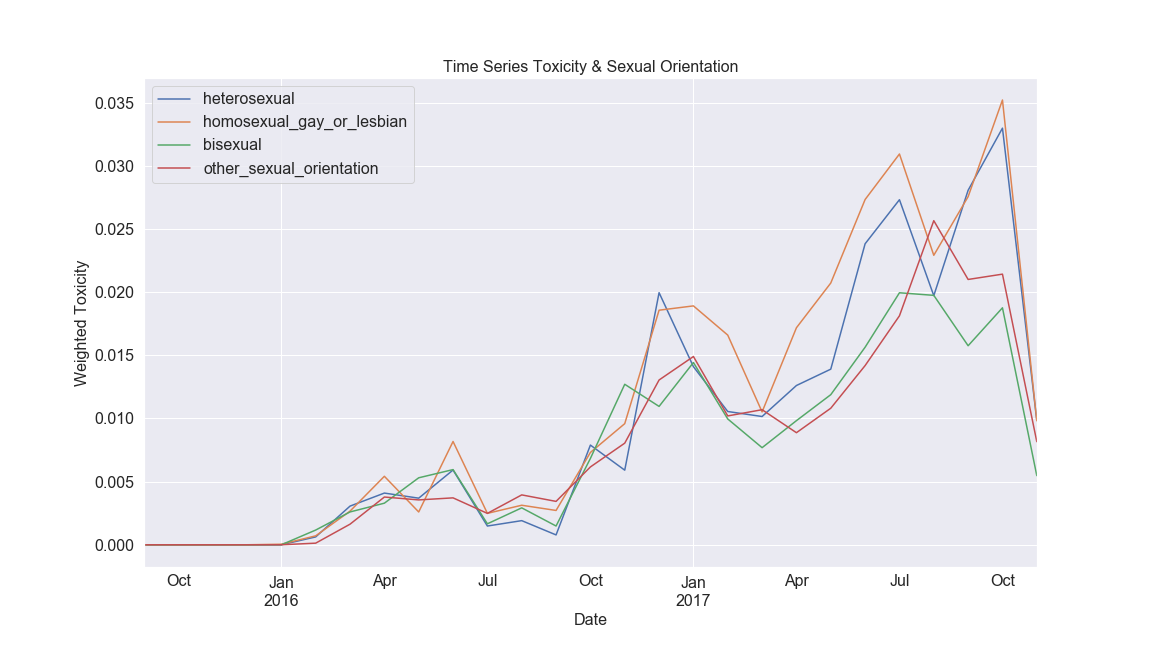 Time Series Toxicity & Sexual Orientation
heterosexual
homosexual_gay_or_lesbian
bisexual
other_sexual_orientation
Weighted Toxicity
0.035
0.030
0.025
0.020
0.015
0.010
0.005
0.000
Oct Jan Apr Jul Oct Jan Apr Jul Oct
2016 2017
Date